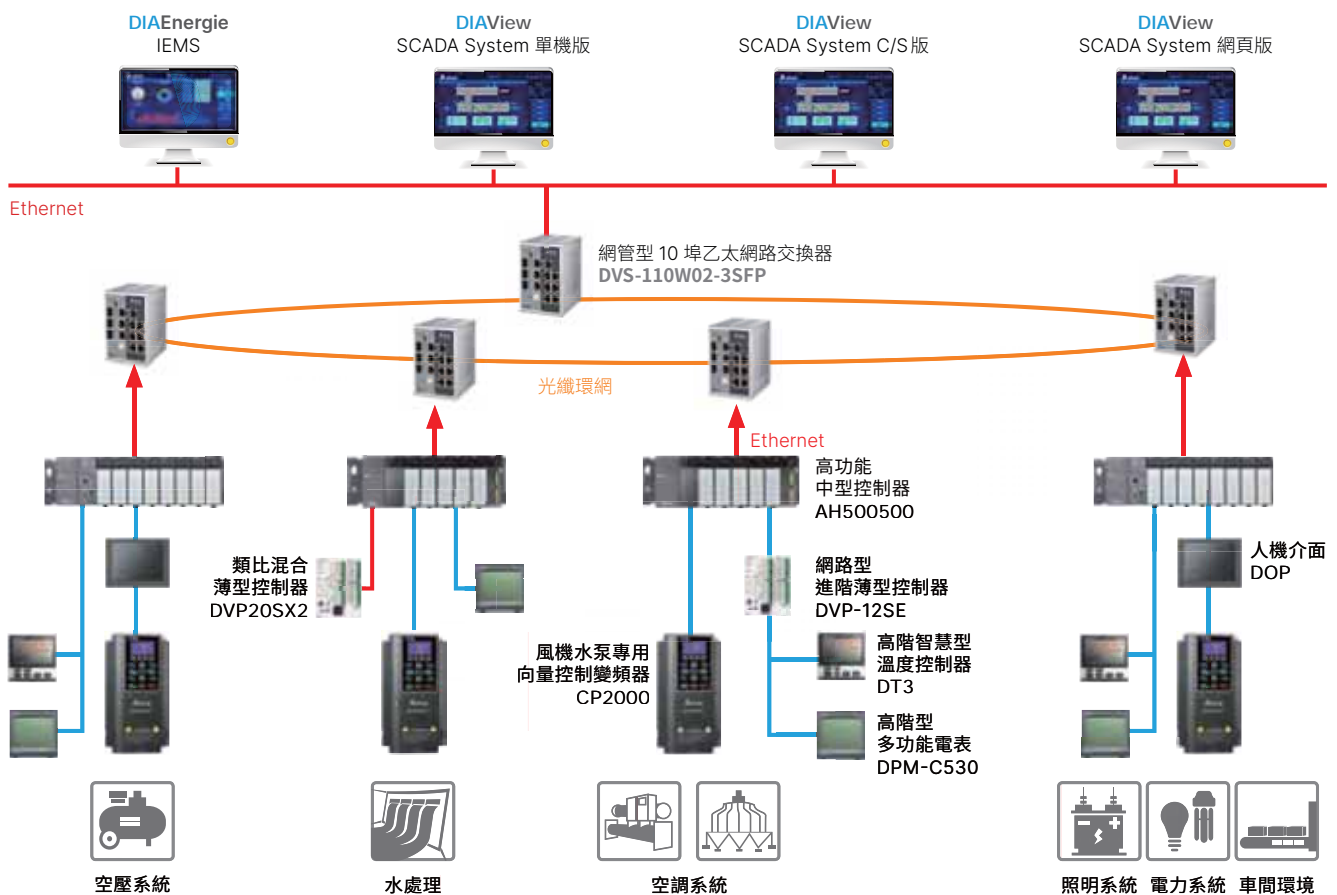 DIAEnergie
IEMS
DIAView
SCADA System 單機版
DIAView
SCADA System C/S版
DIAView
SCADA System 網頁版
Ethernet
網管型 10 埠乙太網路交換器
DVS-110W02-3SFP
光纖環網
Ethernet
高功能
中型控制器
AH500500
類比混合
薄型控制器
DVP20SX2
網路型
進階薄型控制器
DVP-12SE
人機介面
DOP
風機水泵專用
向量控制變頻器
CP2000
高階智慧型
溫度控制器
DT3
高階型
多功能電表
DPM-C530
空壓系統
水處理
空調系統
照明系統 電力系統 車間環境